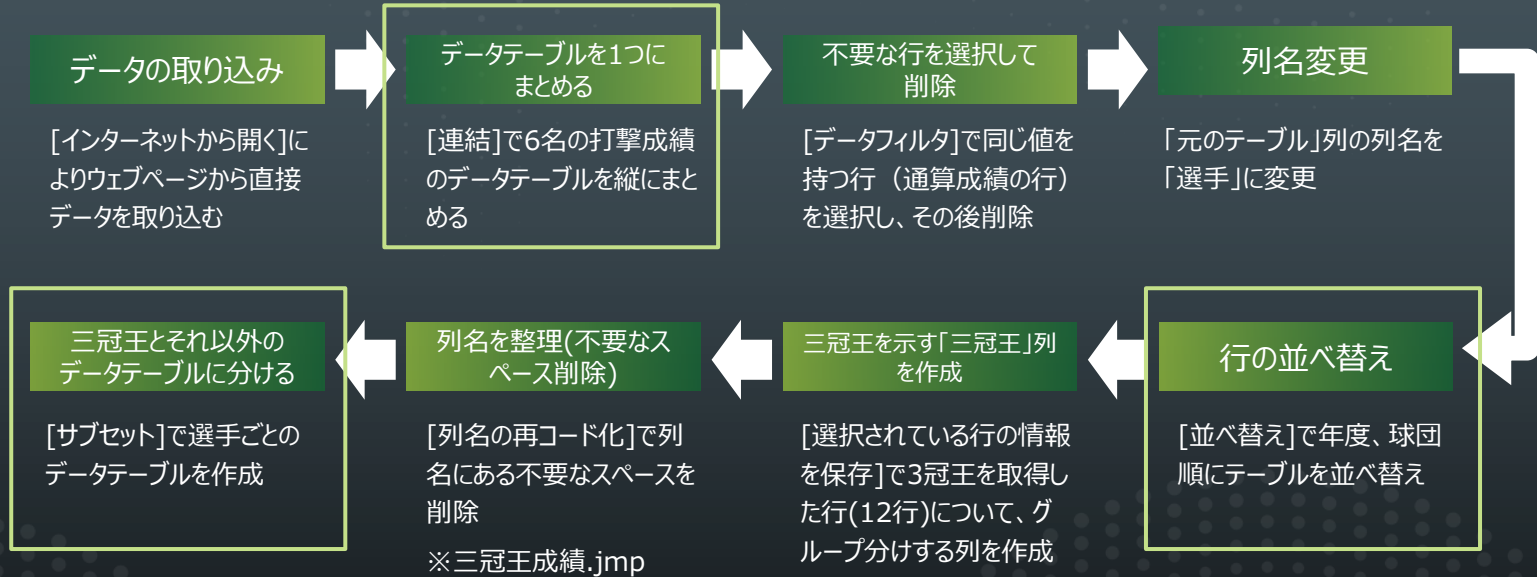 データの取り込み
[インターネットから開く]に
よりウェブページから直接
データを取り込む
データテーブルを1つに
まとめる
[連結]で6名の打撃成績
のデータテーブルを縦にまと
める
不要な行を選択して
削除
[データフィルタ]で同じ値を
持つ行（通算成績の行）
を選択し、その後削除
列名変更
「元のテーブル」列の列名を
「選手」に変更
行の並べ替え
[並べ替え]で年度、球団
順にテーブルを並べ替え
三冠王を示す「三冠王」列
を作成
[選択されている行の情報
を保存]で3冠王を取得し
た行(12行)について、グ
ループ分けする列を作成
列名を整理(不要なス
ペース削除)
[列名の再コード化]で列
名にある不要なスペースを
削除
※三冠王成績.jmp
三冠王とそれ以外の
データテーブルに分ける
[サブセット]で選手ごとの
データテーブルを作成